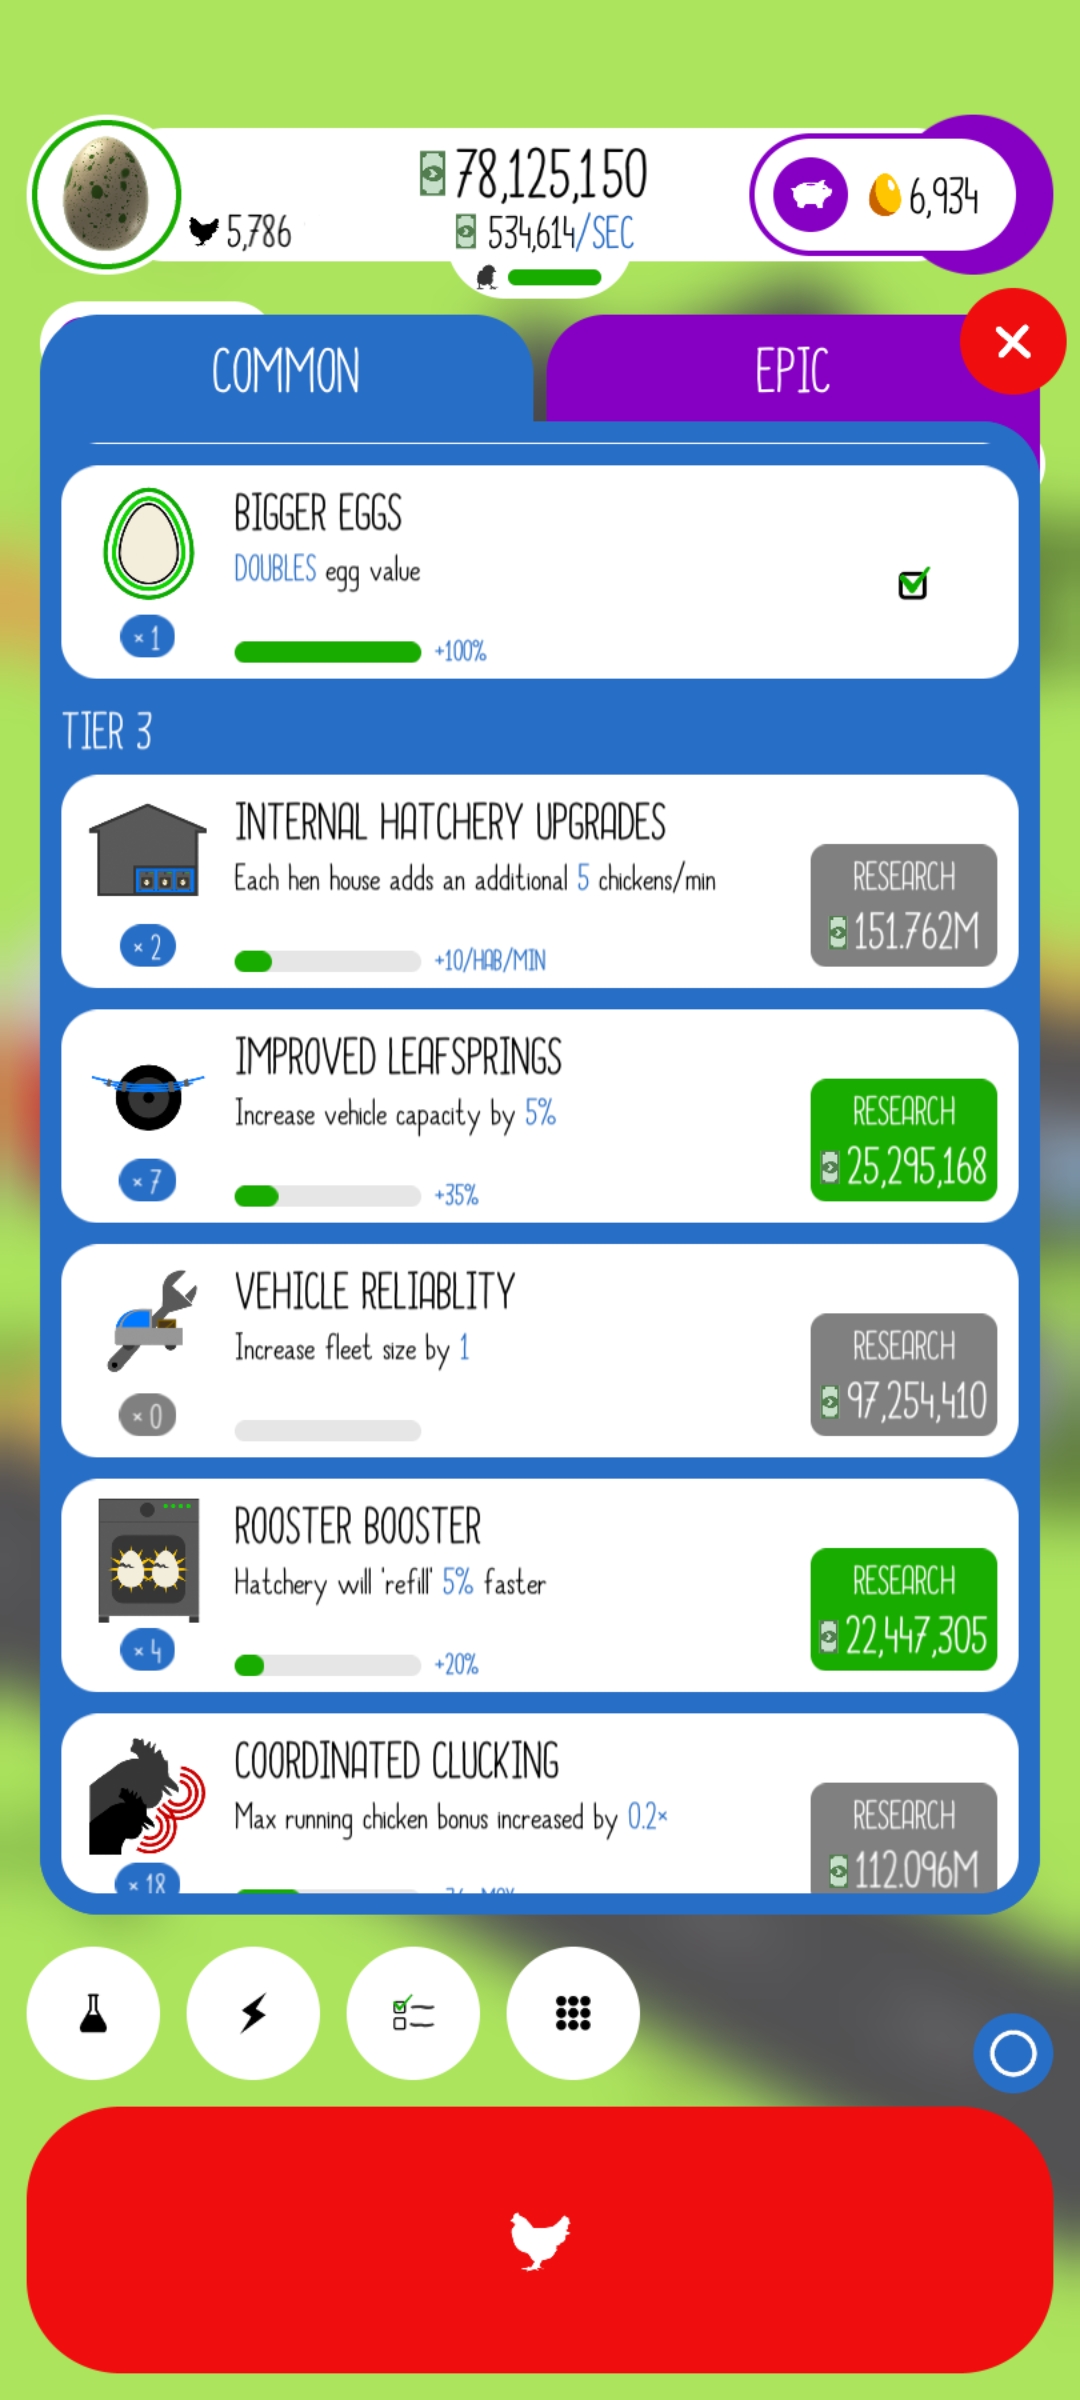 78,125,150
5,786
534,614/SEC
6,934
COMMON
EPIC
BIGGER EGGS
DOUBLES egg value
× 1
+100%
TIER 3
INTERNAL HATCHERY UPGRADES
Each hen house adds an additional 5 chickens/min
RESEARCH
151.762M
× 2
+10/HAB/MIN
IMPROVED LEAFSPRINGS
Increase vehicle capacity by 5%
RESEARCH
25,295,168
× 7
+35%
VEHICLE RELIABLITY
Increase fleet size by 1
RESEARCH
97,254,410
× 0
ROOSTER BOOSTER
Hatchery will 'refill' 5% faster
RESEARCH
22,447,305
× 4
+20%
COORDINATED CLUCKING
Max running chicken bonus increased by 0.2×
RESEARCH
112.096M
× 18